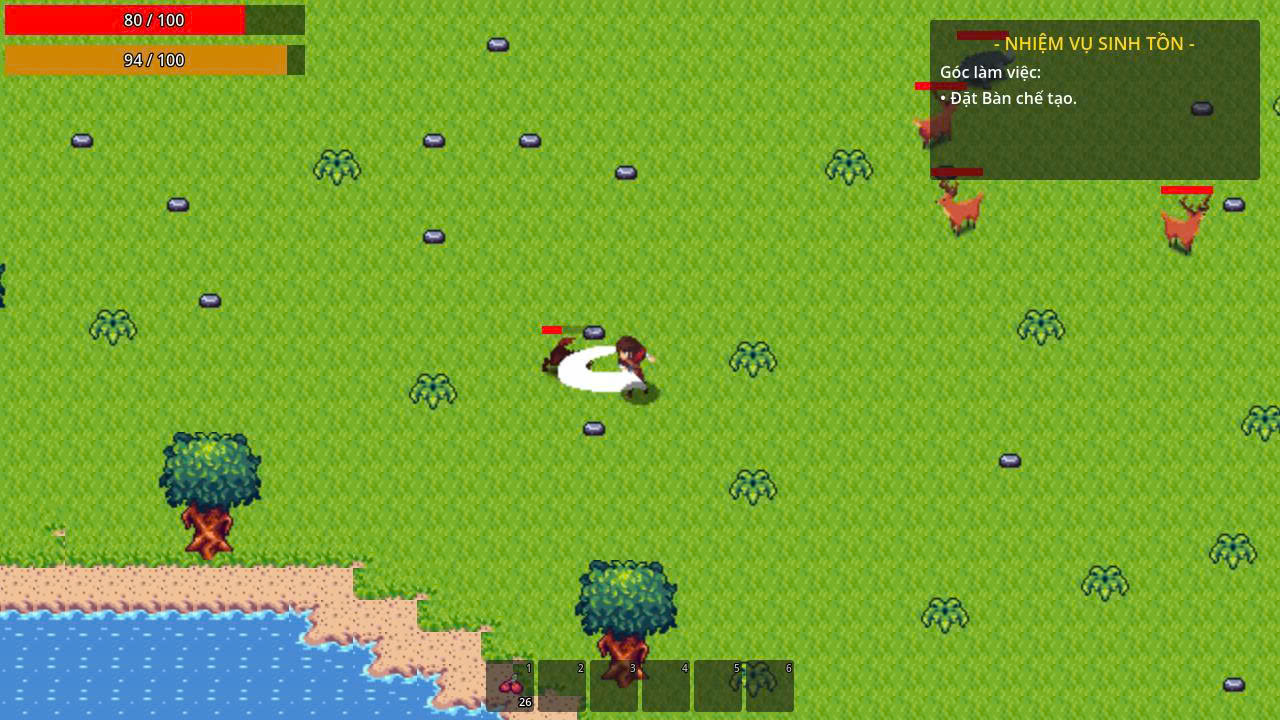 80 / 100
94 / 100
- NHIỆM VỤ SINH TỒN -
Góc làm việc:
• Đặt Bàn chế tạo.
1 2 3 4 5 6
26